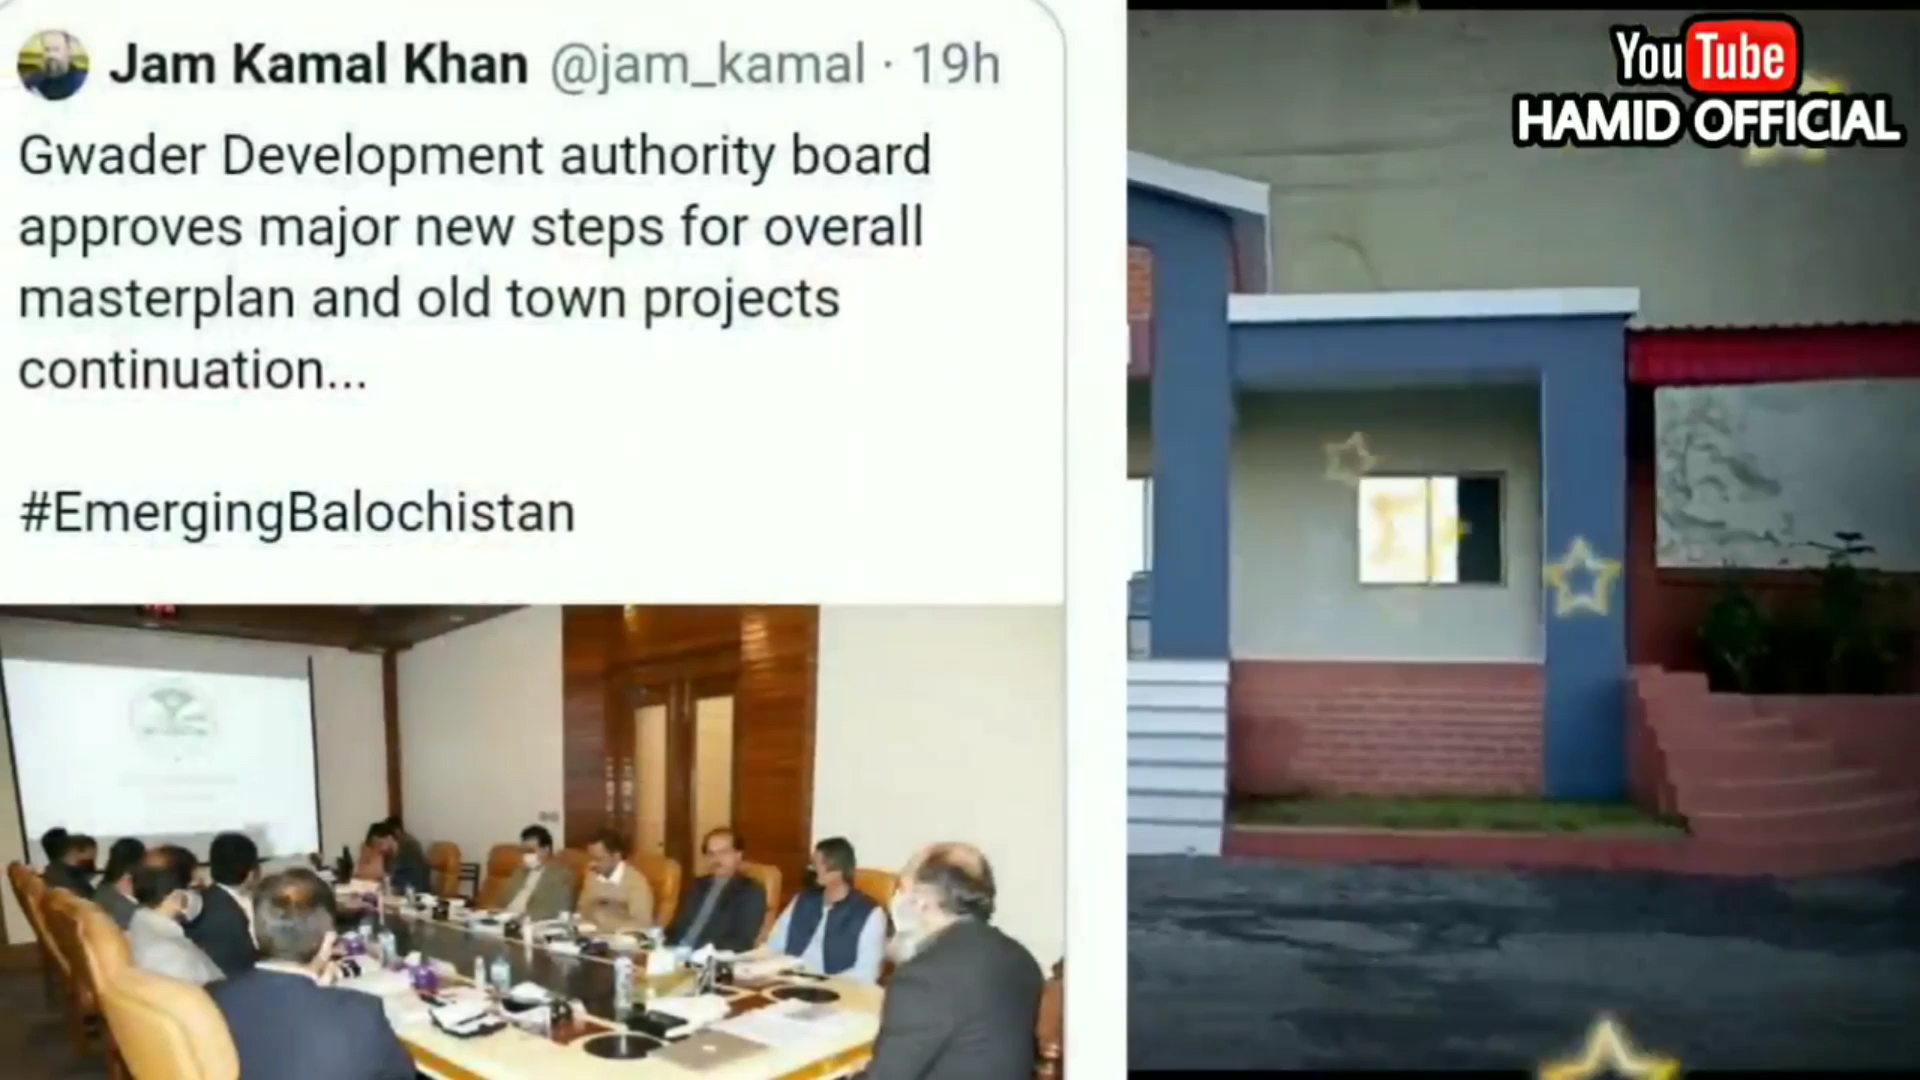 Jam Kamal Khan @jam_kamal · 19h
Gwader Development authority board
approves major new steps for overall
masterplan and old town projects
continuation...
#EmergingBalochistan
YouTube
HAMID OFFICIAL